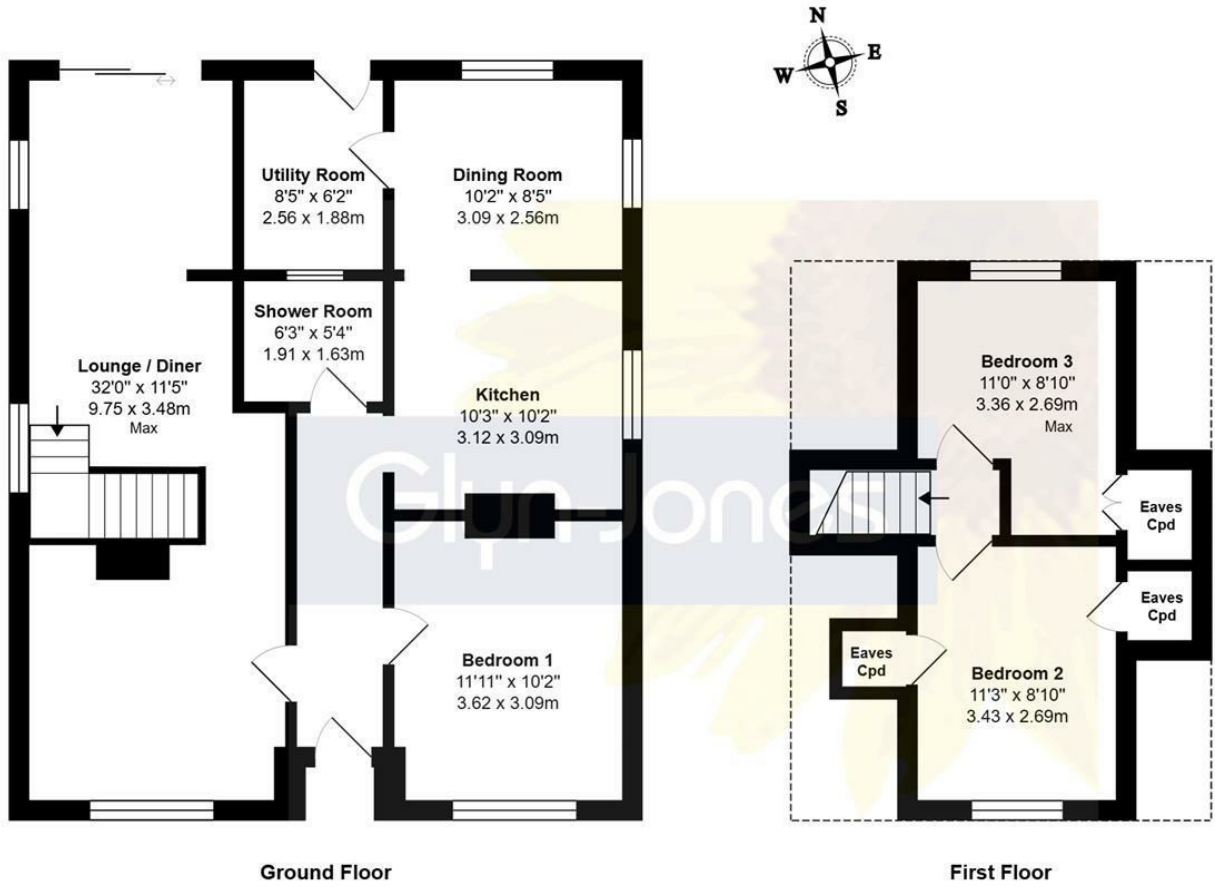 N
E
W
S
Utility Room
8'5" x 6'2"
2.56 x 1.88m
Dining Room
10'2" x 8'5"
3.09 x 2.56m
Shower Room
6'3" x 5'4"
1.91 x 1.63m
Lounge / Diner
32'0" x 11'5"
9.75 x 3.48m
Max
Kitchen
10'3" x 10'2"
3.12 x 3.09m
Bedroom 1
11'11" x 10'2"
3.62 x 3.09m
Glyn-Jones
Bedroom 3
11'0" x 8'10"
3.36 x 2.69m
Max
Eaves
Cpd
Eaves
Cpd
Eaves
Cpd
Bedroom 2
11'3" x 8'10"
3.43 x 2.69m
Ground Floor
First Floor